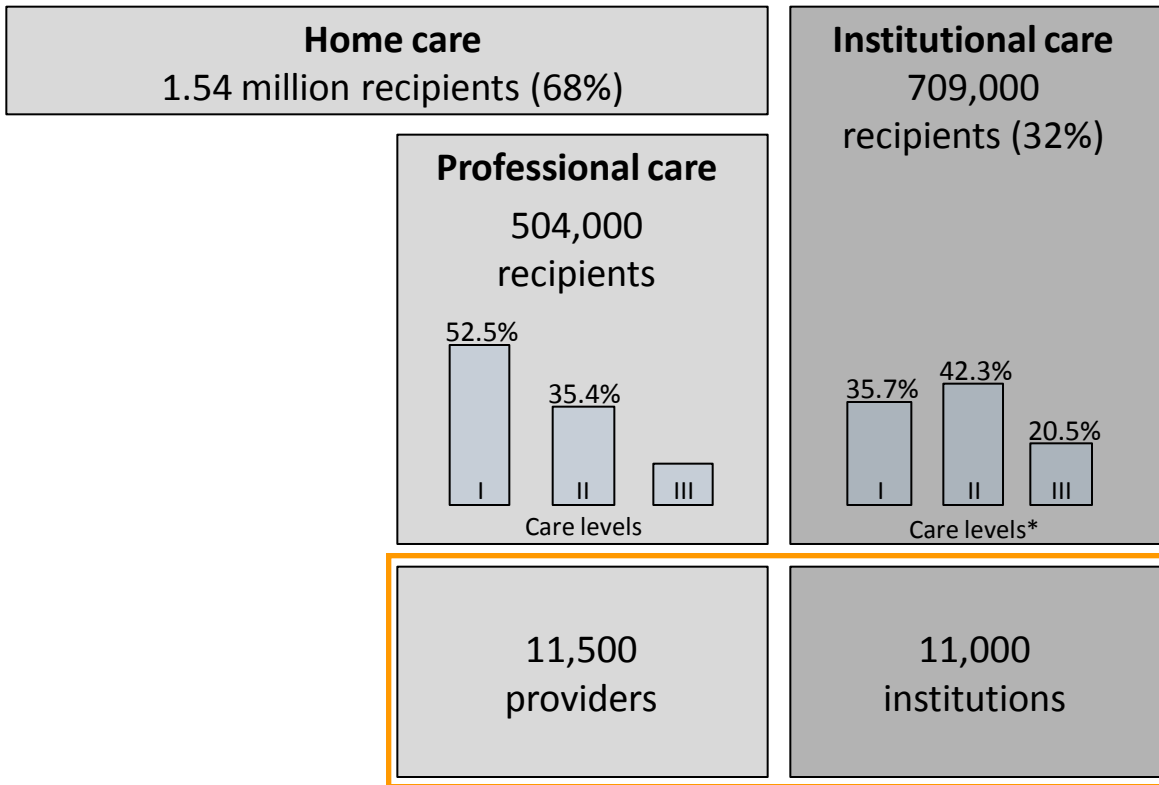 Home care
1.54 million recipients (68%)
Institutional care
709,000
recipients (32%)
Professional care
504,000
recipients
52.5%
35.4%
I
II
III
Care levels
35.7%
42.3%
20.5%
I
II
III
Care levels*
11,500
providers
11,000
institutions